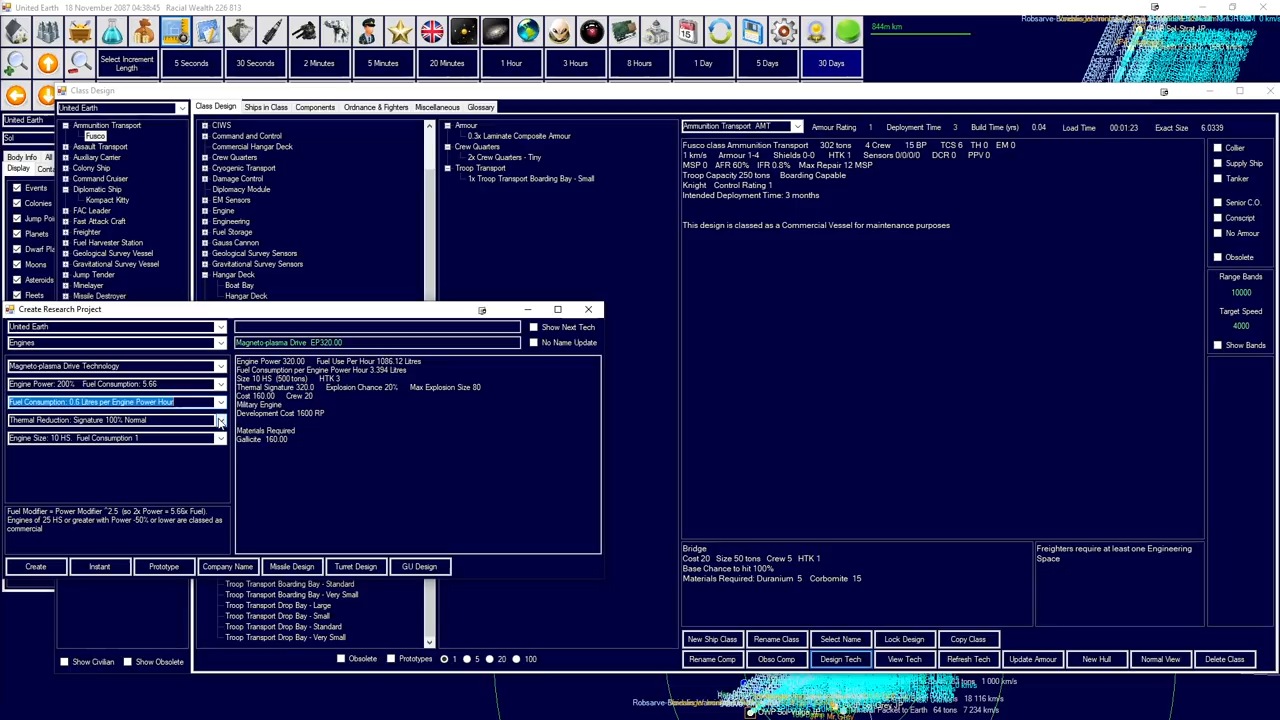 United Earth   18 November 2087 04:38:45   Racial Wealth 226 813
844m km
Select Increment Length
5 Seconds
30 Seconds
2 Minutes
5 Minutes
20 Minutes
1 Hour
3 Hours
8 Hours
1 Day
5 Days
30 Days
United Earth
Sol
Body Info
All
Display
Events
Colonies
Planets
Moons
Asteroids
Fleets
Class Design
United Earth
Ammunition Transport
Fusco
Assault Transport
Auxiliary Carrier
Colony Ship
Command Cruiser
Diplomatic Ship
Kompact Kitty
FAC Leader
Fast Attack Craft
Freighter
Fuel Harvester Station
Geological Survey Vessel
Gravitational Survey Vessel
Jump Tender
Minelayer
Missile Destroyer
Class Design
Ships in Class
Components
Ordnance & Fighters
Miscellaneous
Glossary
CIWS
Command and Control
Commercial Hangar Deck
Crew Quarters
Cryogenic Transport
Damage Control
Diplomacy Module
EM Sensors
Engine
Engineering
Fuel Storage
Gauss Cannon
Geological Survey Sensors
Gravitational Survey Sensors
Hangar Deck
Boat Bay
Hangar Deck
Armour
0.3x Laminate Composite Armour
Crew Quarters
2x Crew Quarters - Tiny
Troop Transport
1x Troop Transport Boarding Bay - Small
Ammunition Transport  AMT
Armour Rating   1
Deployment Time   3
Build Time (yrs)   0.04
Load Time   00:01:23
Exact Size   6.0339
Fusco class Ammunition Transport   302 tons   4 Crew   15 BP   TCS 6   TH 0   EM 0
1 km/s   Armour 1-4   Shields 0-0   HTK 1   Sensors 0/0/0/0   DCR 0   PPV 0
MSP 0   AFR 60%   IFR 0.8%   Max Repair 12 MSP
Troop Capacity 250 tons   Boarding Capable
Knight   Control Rating 1
Intended Deployment Time: 3 months
This design is classed as a Commercial Vessel for maintenance purposes
Collier
Supply Ship
Tanker
Senior C.O.
Conscript
No Armour
Obsolete
Range Bands
10000
Target Speed
4000
Show Bands
Create Research Project
United Earth
Engines
Magneto-plasma Drive  EP320.00
Show Next Tech
No Name Update
Magneto-plasma Drive Technology
Engine Power: 200%   Fuel Consumption: 5.66
Fuel Consumption: 0.6 Litres per Engine Power Hour
Thermal Reduction: Signature 100% Normal
Engine Size: 10 HS.  Fuel Consumption 1
Engine Power 320.00   Fuel Use Per Hour 1086.12 Litres
Fuel Consumption per Engine Power Hour 3.394 Litres
Size 10 HS  (500 tons)   HTK 3
Thermal Signature 320.0   Explosion Chance 20%   Max Explosion Size 80
Cost 160.00   Crew 20
Military Engine
Development Cost 1600 RP
Materials Required
Gallicite  160.00
Fuel Modifier = Power Modifier ^2.5  (so 2x Power = 5.66x Fuel).
Engines of 25 HS or greater with Power -50% or lower are classed as
commercial
Create
Instant
Prototype
Company Name
Missile Design
Turret Design
GU Design
Troop Transport Boarding Bay - Standard
Troop Transport Boarding Bay - Very Small
Troop Transport Drop Bay - Large
Troop Transport Drop Bay - Small
Troop Transport Drop Bay - Standard
Troop Transport Drop Bay - Very Small
Bridge
Cost 20   Size 50 tons   Crew 5   HTK 1
Base Chance to hit 100%
Materials Required: Duranium  5   Corbomite  15
Freighters require at least one Engineering
Space
New Ship Class
Rename Class
Select Name
Lock Design
Copy Class
Show Civilian
Show Obsolete
Obsolete
Prototypes
1
5
20
100
Rename Comp
Obso Comp
Design Tech
View Tech
Refresh Tech
Update Armour
New Hull
Normal View
Delete Class
1 000 km/s
18 116 km/s
64 tons   7 234 km/s